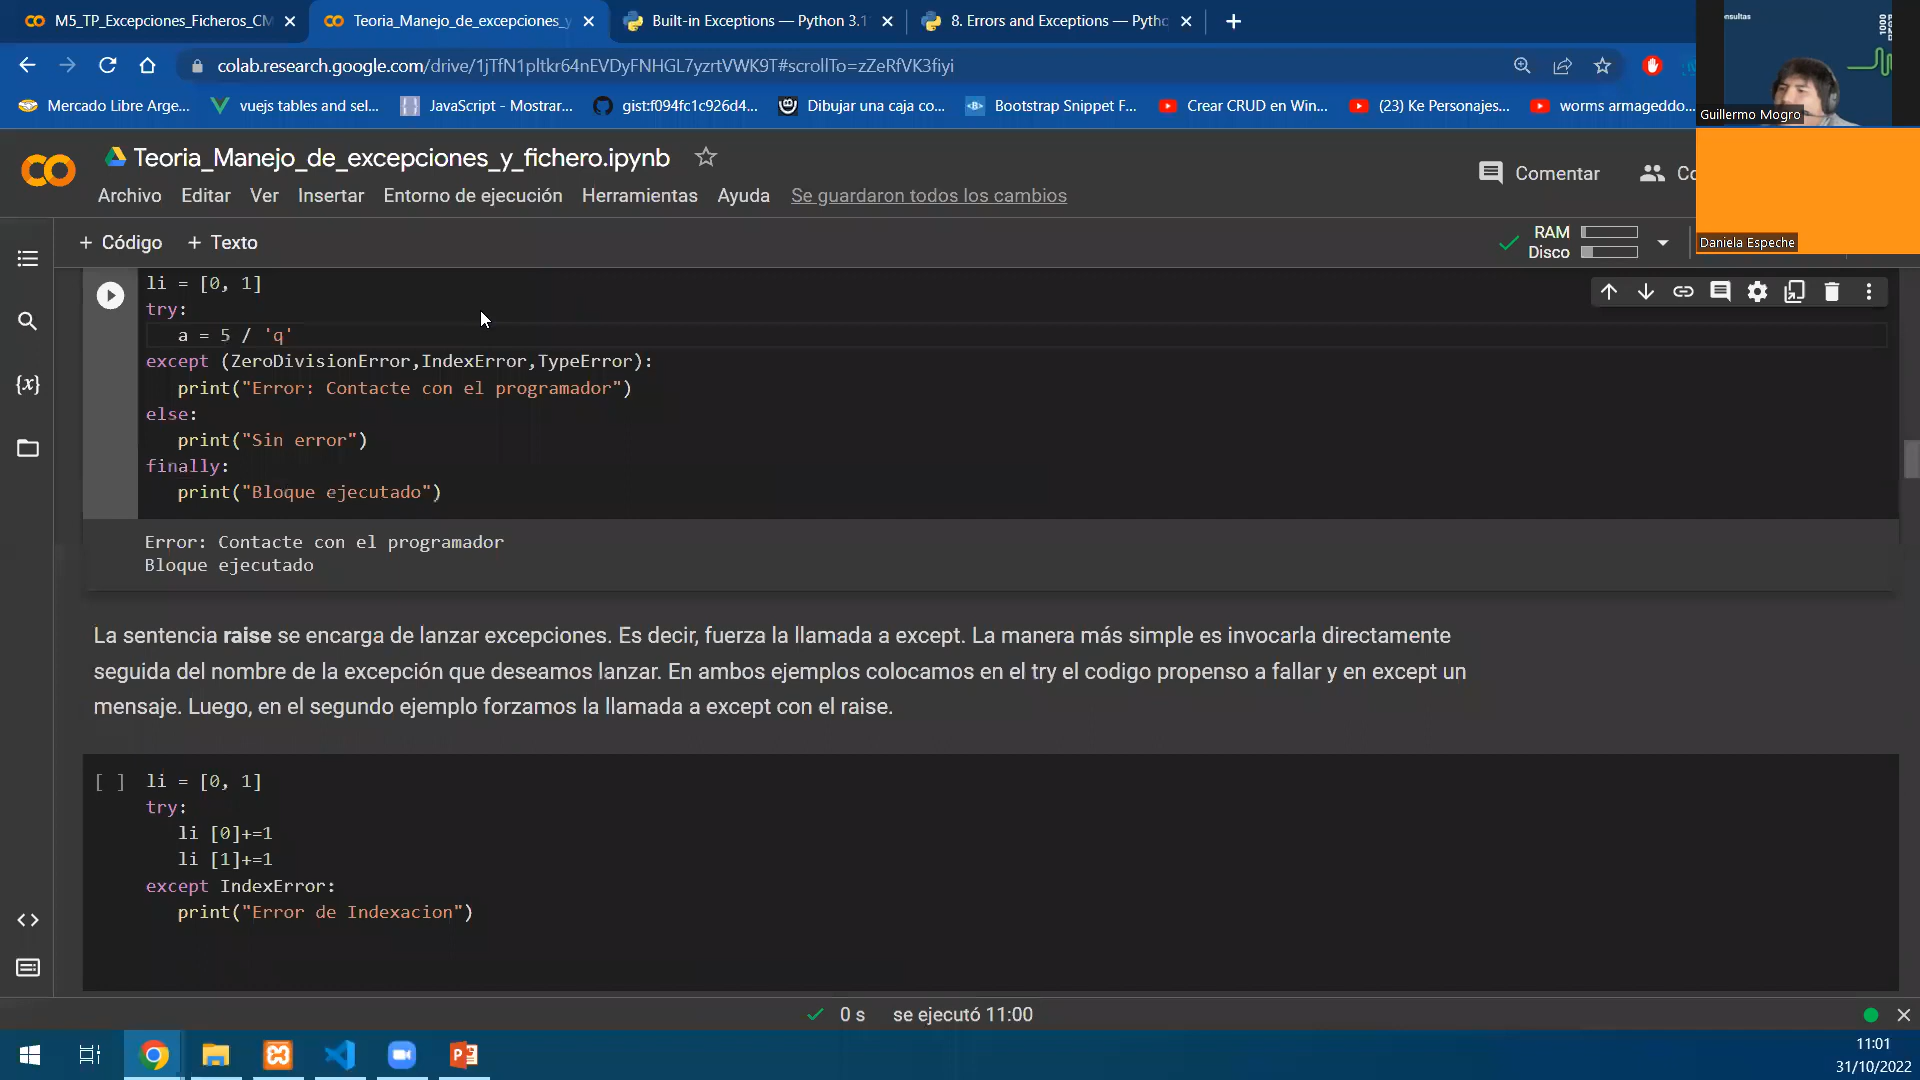 M5_TP_Excepciones_Ficheros_CM
Teoria_Manejo_de_excepciones_y
Built-in Exceptions — Python 3.1
8. Errors and Exceptions — Pytho
colab.research.google.com/drive/1jTfN1pltkr64nEVDyFNHGL7yzrtVWK9T#scrollTo=zZeRfVK3fiyi
Mercado Libre Arge...
vuejs tables and sel...
JavaScript - Mostrar...
gist:f094fc1c926d4...
Dibujar una caja co...
Bootstrap Snippet F...
Crear CRUD en Win...
(23) Ke Personajes...
worms armageddo...
nsultas
1000
Guillermo Mogro
Teoria_Manejo_de_excepciones_y_fichero.ipynb
Comentar
Co
Archivo Editar Ver Insertar Entorno de ejecución Herramientas Ayuda Se guardaron todos los cambios
Daniela Espeche
+ Código + Texto
RAM
Disco
li = [0, 1]
try:
a = 5 / 'q'
except (ZeroDivisionError,IndexError,TypeError):
print("Error: Contacte con el programador")
else:
print("Sin error")
finally:
print("Bloque ejecutado")
Error: Contacte con el programador
Bloque ejecutado
La sentencia raise se encarga de lanzar excepciones. Es decir, fuerza la llamada a except. La manera más simple es invocarla directamente
seguida del nombre de la excepción que deseamos lanzar. En ambos ejemplos colocamos en el try el codigo propenso a fallar y en except un
mensaje. Luego, en el segundo ejemplo forzamos la llamada a except con el raise.
[ ] li = [0, 1]
try:
li [0]+=1
li [1]+=1
except IndexError:
print("Error de Indexacion")
0 s se ejecutó 11:00
11:01
31/10/2022